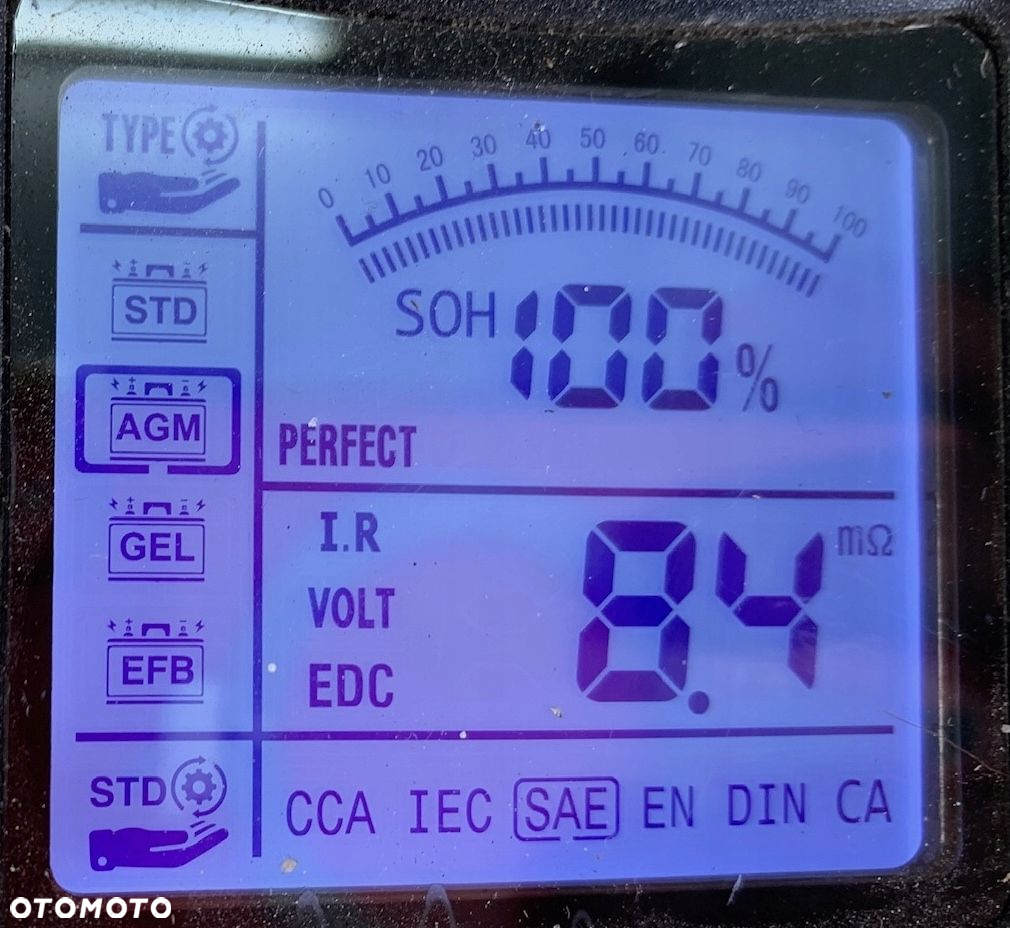 TYPE
0 10 20 30 40 50 60 70 80 90 100
STD
SOH 100 %
AGM
PERFECT
GEL
I.R 8.4 mΩ
VOLT
EFB
EDC
STD
CCA IEC SAE EN DIN CA
OTOMOTO